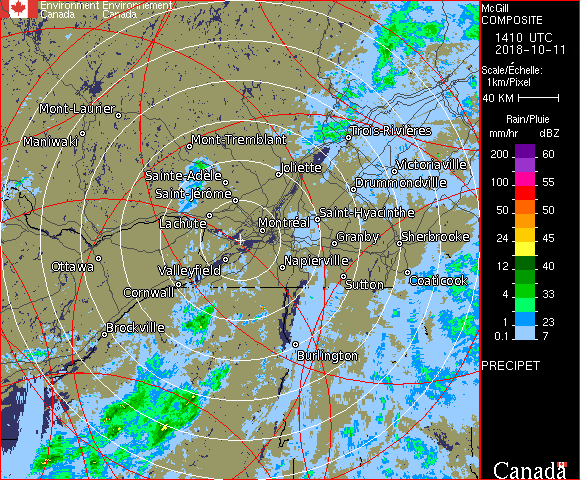 Environment Environnement
Canada Canada
Mont-Laurier
Maniwaki
Mont-Tremblant
Trois-Rivières
Joliette
Victoriaville
Sainte-Adèle
Drummondville
Saint-Jérôme
Saint-Hyacinthe
Lachute
Montréal
Granby
Sherbrooke
Ottawa
Valleyfield
Napierville
Cornwall
Sutton
Coaticook
Brockville
Burlington
McGill
COMPOSITE
1410 UTC
2018-10-11
Scale/Échelle:
1km/Pixel
40 KM
Rain/Pluie
mm/hr dBZ
200 60
100 55
50 50
24 45
12 40
4 33
1 23
0.1 7
PRECIPET
Canada